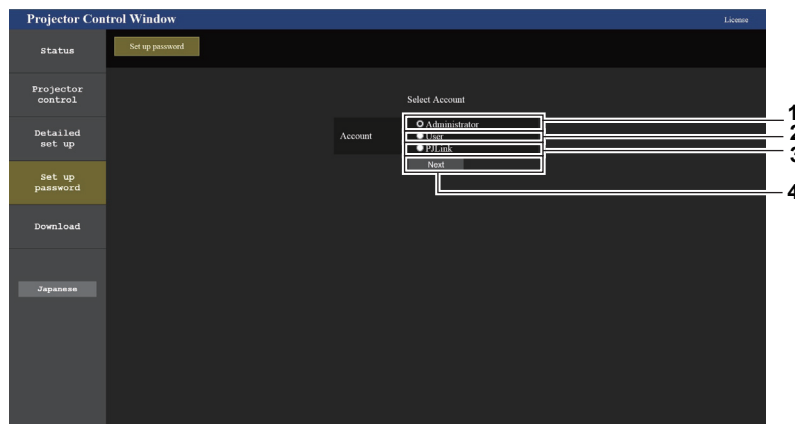 Projector Control Window
License
Status
Set up password
Projector
control
Select Account
1
Administrator
Detailed
set up
Account
User
2
PJLink
3
Next
Set up
password
4
Download
Japanese